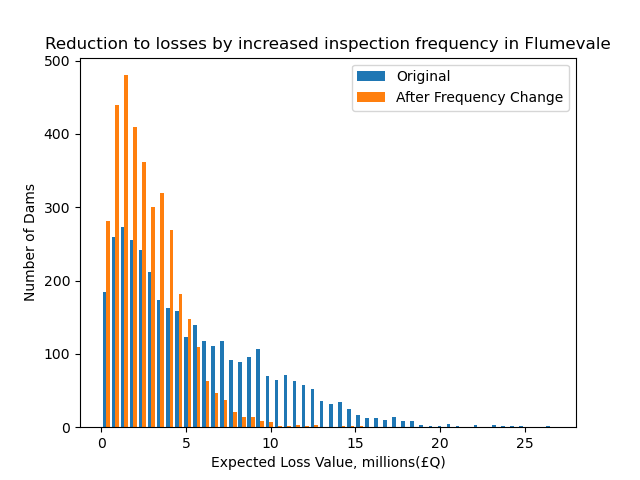 Reduction to losses by increased inspection frequency in Flumevale
Original
After Frequency Change
Number of Dams
500
400
300
200
100
0
0 5 10 15 20 25
Expected Loss Value, millions(£Q)